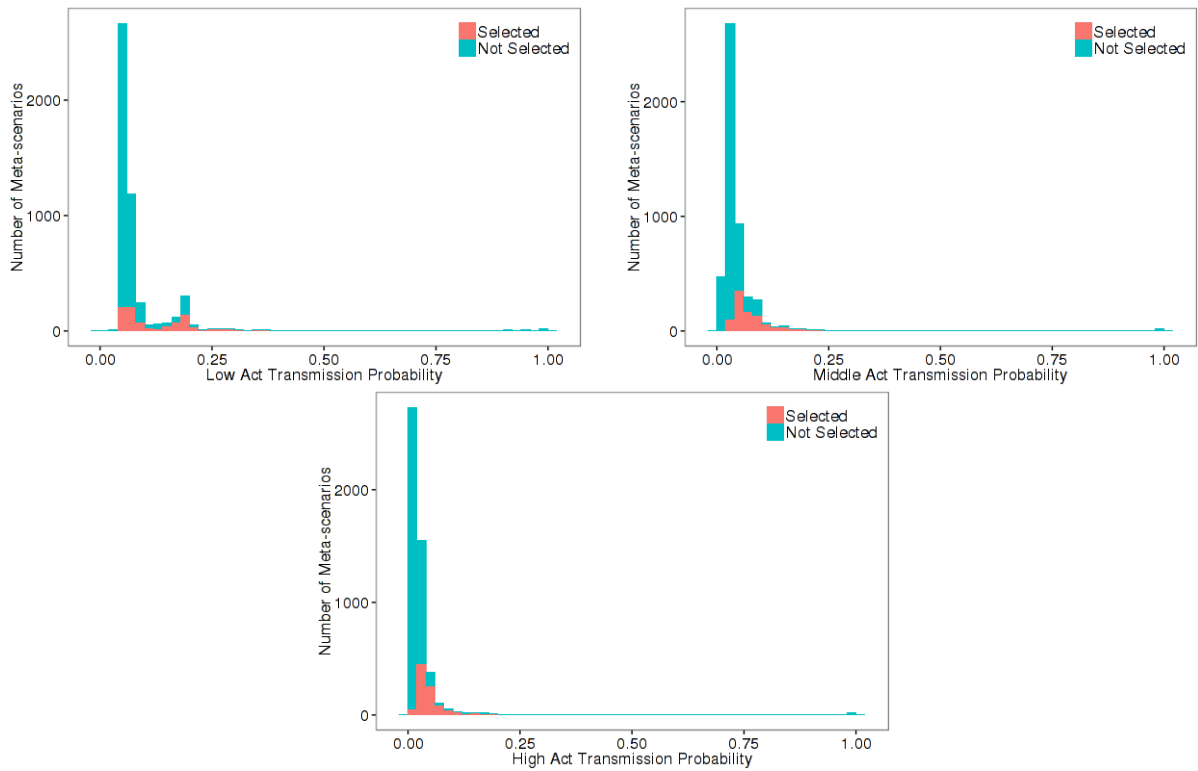 Selected
Not Selected
Number of Meta-scenarios
2000
1000
0
0.00 0.25 0.50 0.75 1.00
Low Act Transmission Probability
Selected
Not Selected
Number of Meta-scenarios
2000
1000
0
0.00 0.25 0.50 0.75 1.00
Middle Act Transmission Probability
Selected
Not Selected
Number of Meta-scenarios
2000
1000
0
0.00 0.25 0.50 0.75 1.00
High Act Transmission Probability